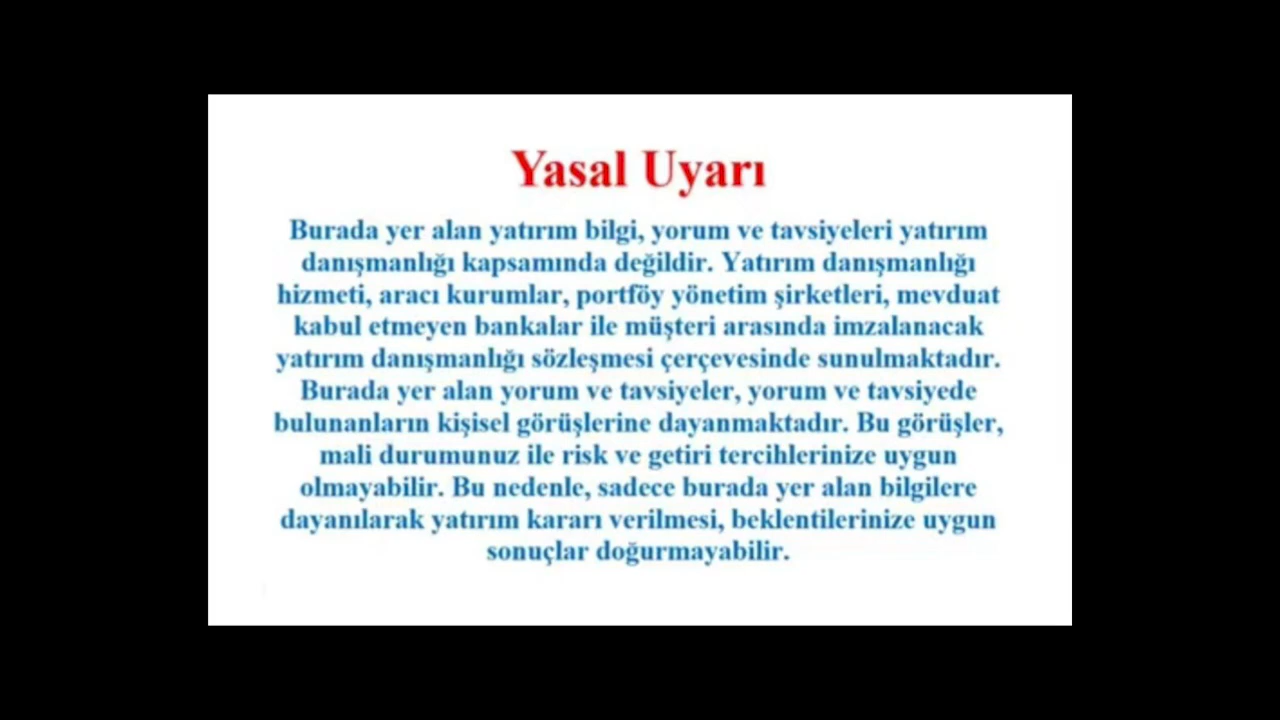 Yasal Uyarı
Burada yer alan yatırım bilgi, yorum ve tavsiyeleri yatırım
danışmanlığı kapsamında değildir. Yatırım danışmanlığı
hizmeti, aracı kurumlar, portföy yönetim şirketleri, mevduat
kabul etmeyen bankalar ile müşteri arasında imzalanacak
yatırım danışmanlığı sözleşmesi çerçevesinde sunulmaktadır.
Burada yer alan yorum ve tavsiyeler, yorum ve tavsiyede
bulunanların kişisel görüşlerine dayanmaktadır. Bu görüşler,
mali durumunuz ile risk ve getiri tercihlerinize uygun
olmayabilir. Bu nedenle, sadece burada yer alan bilgilere
dayanılarak yatırım kararı verilmesi, beklentilerinize uygun
sonuçlar doğurmayabilir.